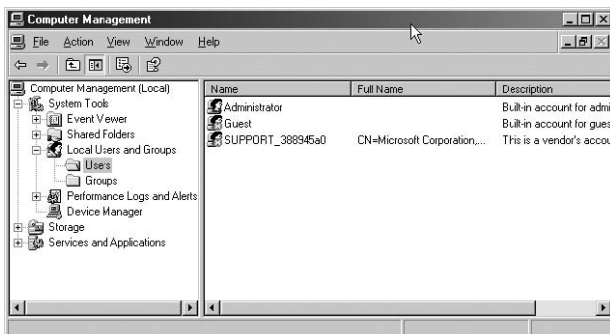 Computer Management
File Action View Window Help
Computer Management (Local)
System Tools
Event Viewer
Shared Folders
Local Users and Groups
Users
Groups
Performance Logs and Alerts
Device Manager
Storage
Services and Applications
Name Full Name Description
Administrator Built-in account for admi
Guest Built-in account for gues
SUPPORT_388945a0 CN=Microsoft Corporation,... This is a vendor's accou